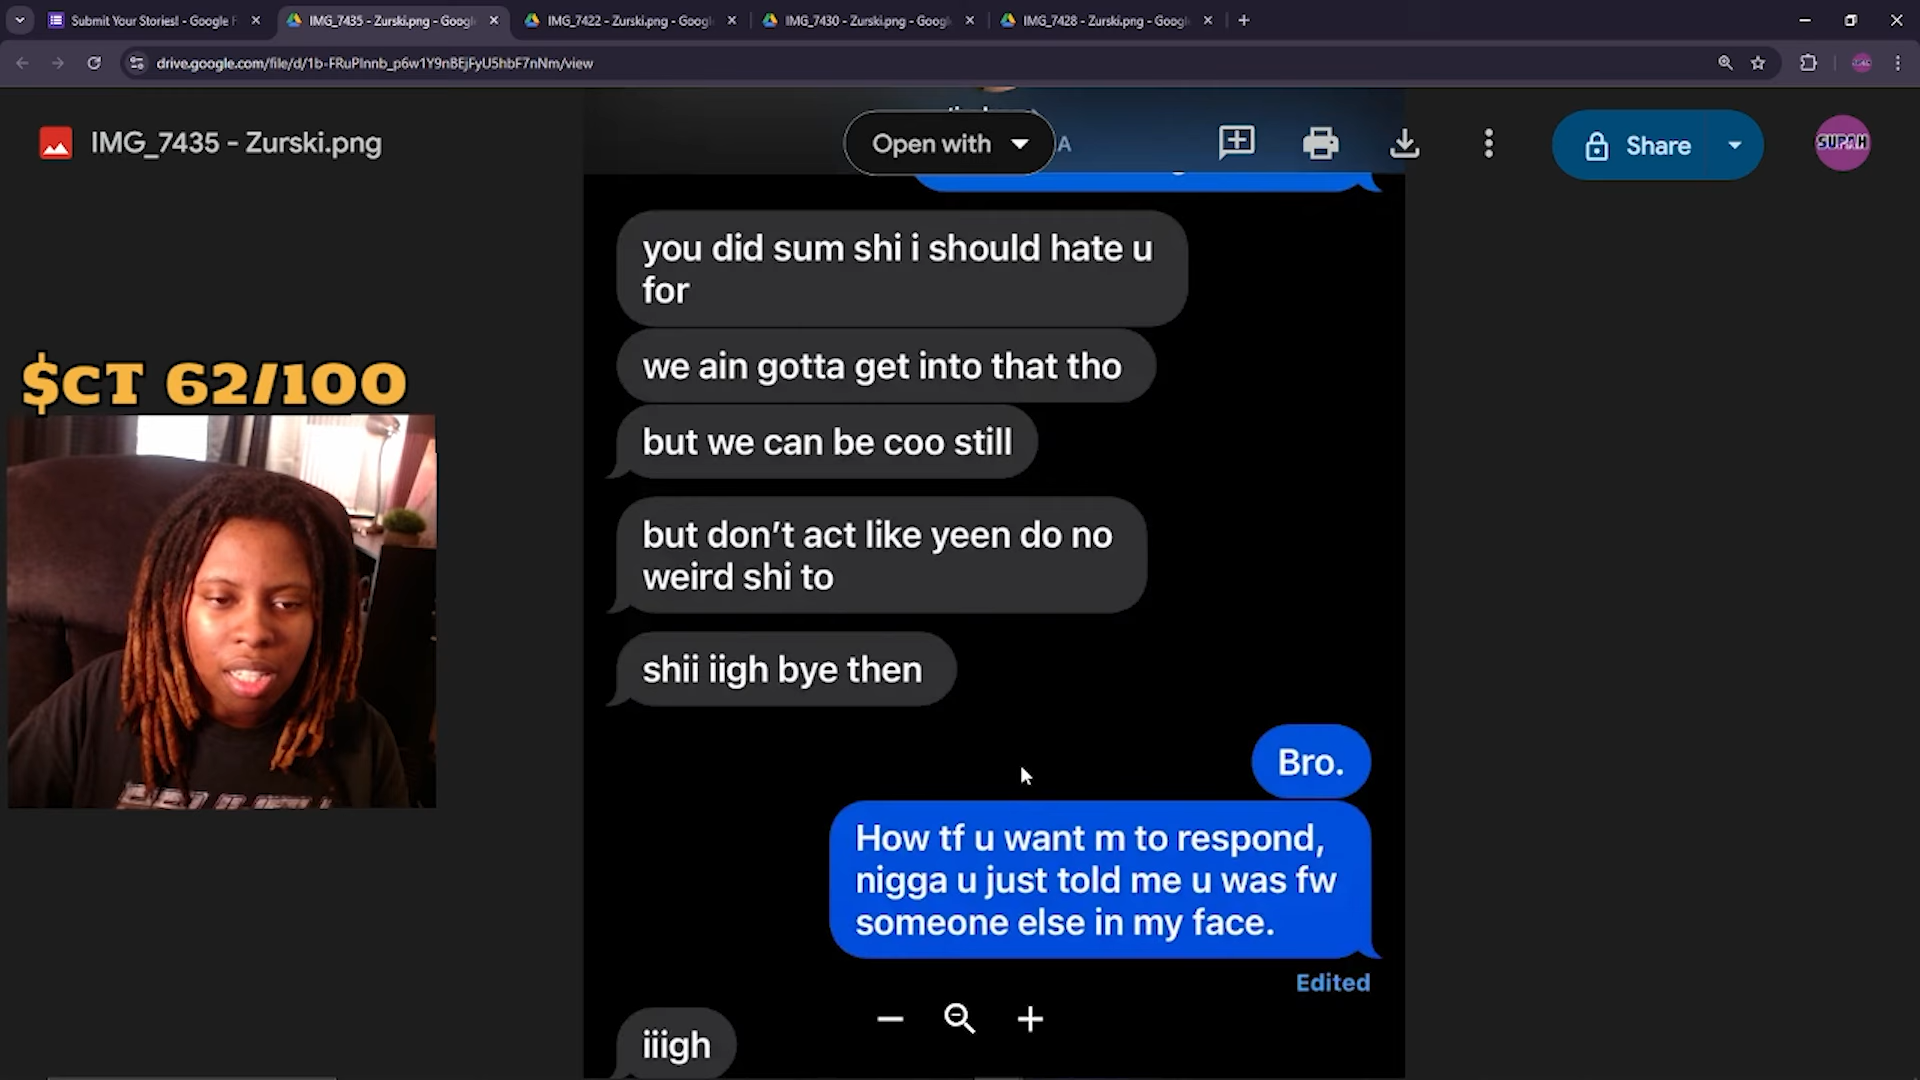 Submit Your Stories! - Google F
IMG_7435 - Zurski.png - Google
IMG_7422 - Zurski.png - Google
IMG_7430 - Zurski.png - Google
IMG_7428 - Zurski.png - Google
drive.google.com/file/d/1b-FRuPlnnb_p6w1Y9nBEjFyU5hbF7nNm/view
IMG_7435 - Zurski.png
Open with
A
Share
SUPAH
you did sum shi i should hate u
for
we ain gotta get into that tho
$CT 62/100
but we can be coo still
but don't act like yeen do no
weird shi to
shii iigh bye then
Bro.
How tf u want m to respond,
nigga u just told me u was fw
someone else in my face.
Edited
iiigh